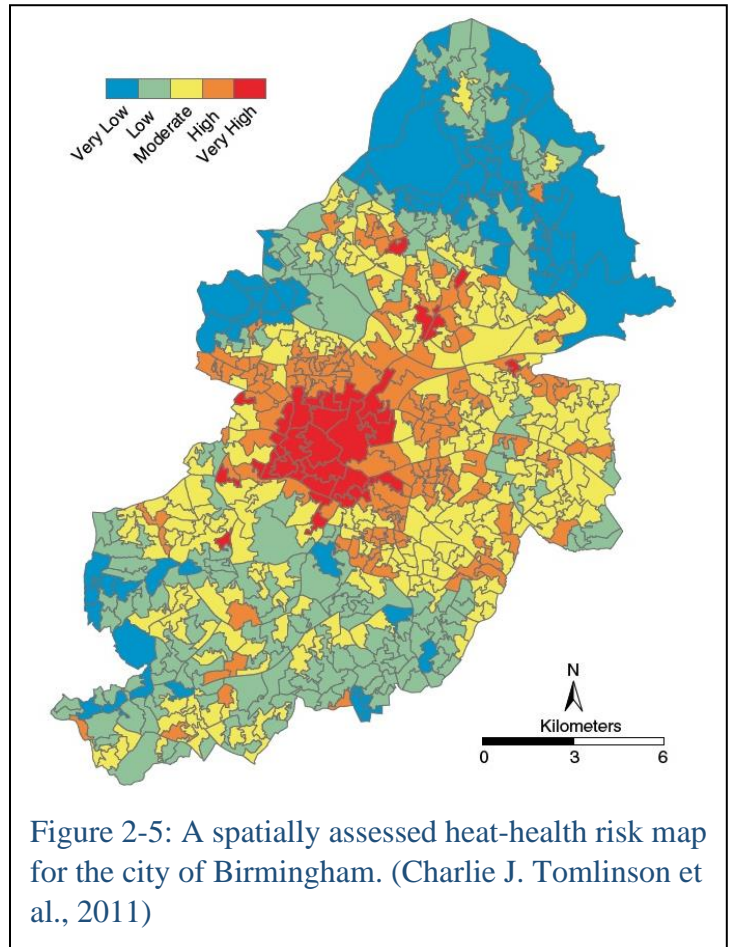 Very Low
Low
Moderate
High
Very High
N
Kilometers
0 3 6
Figure 2-5: A spatially assessed heat-health risk map
for the city of Birmingham. (Charlie J. Tomlinson et
al., 2011)